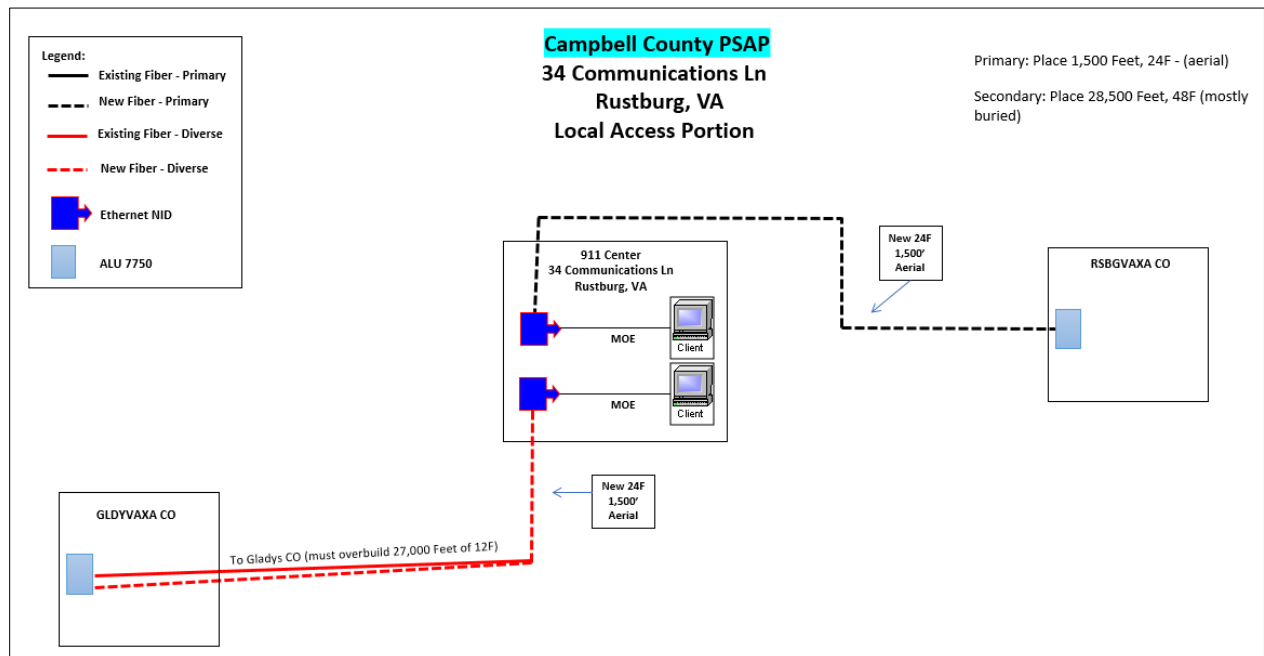 Campbell County PSAP
34 Communications Ln
Rustburg, VA
Local Access Portion
Legend:
Existing Fiber - Primary
New Fiber - Primary
Existing Fiber - Diverse
New Fiber - Diverse
Ethernet NID
ALU 7750
Primary: Place 1,500 Feet, 24F - (aerial)
Secondary: Place 28,500 Feet, 48F (mostly
buried)
911 Center
34 Communications Ln
Rustburg, VA
MOE
Client
MOE
Client
New 24F
1,500’
Aerial
RSBGVAXA CO
New 24F
1,500’
Aerial
GLDYVAXA CO
To Gladys CO (must overbuild 27,000 Feet of 12F)